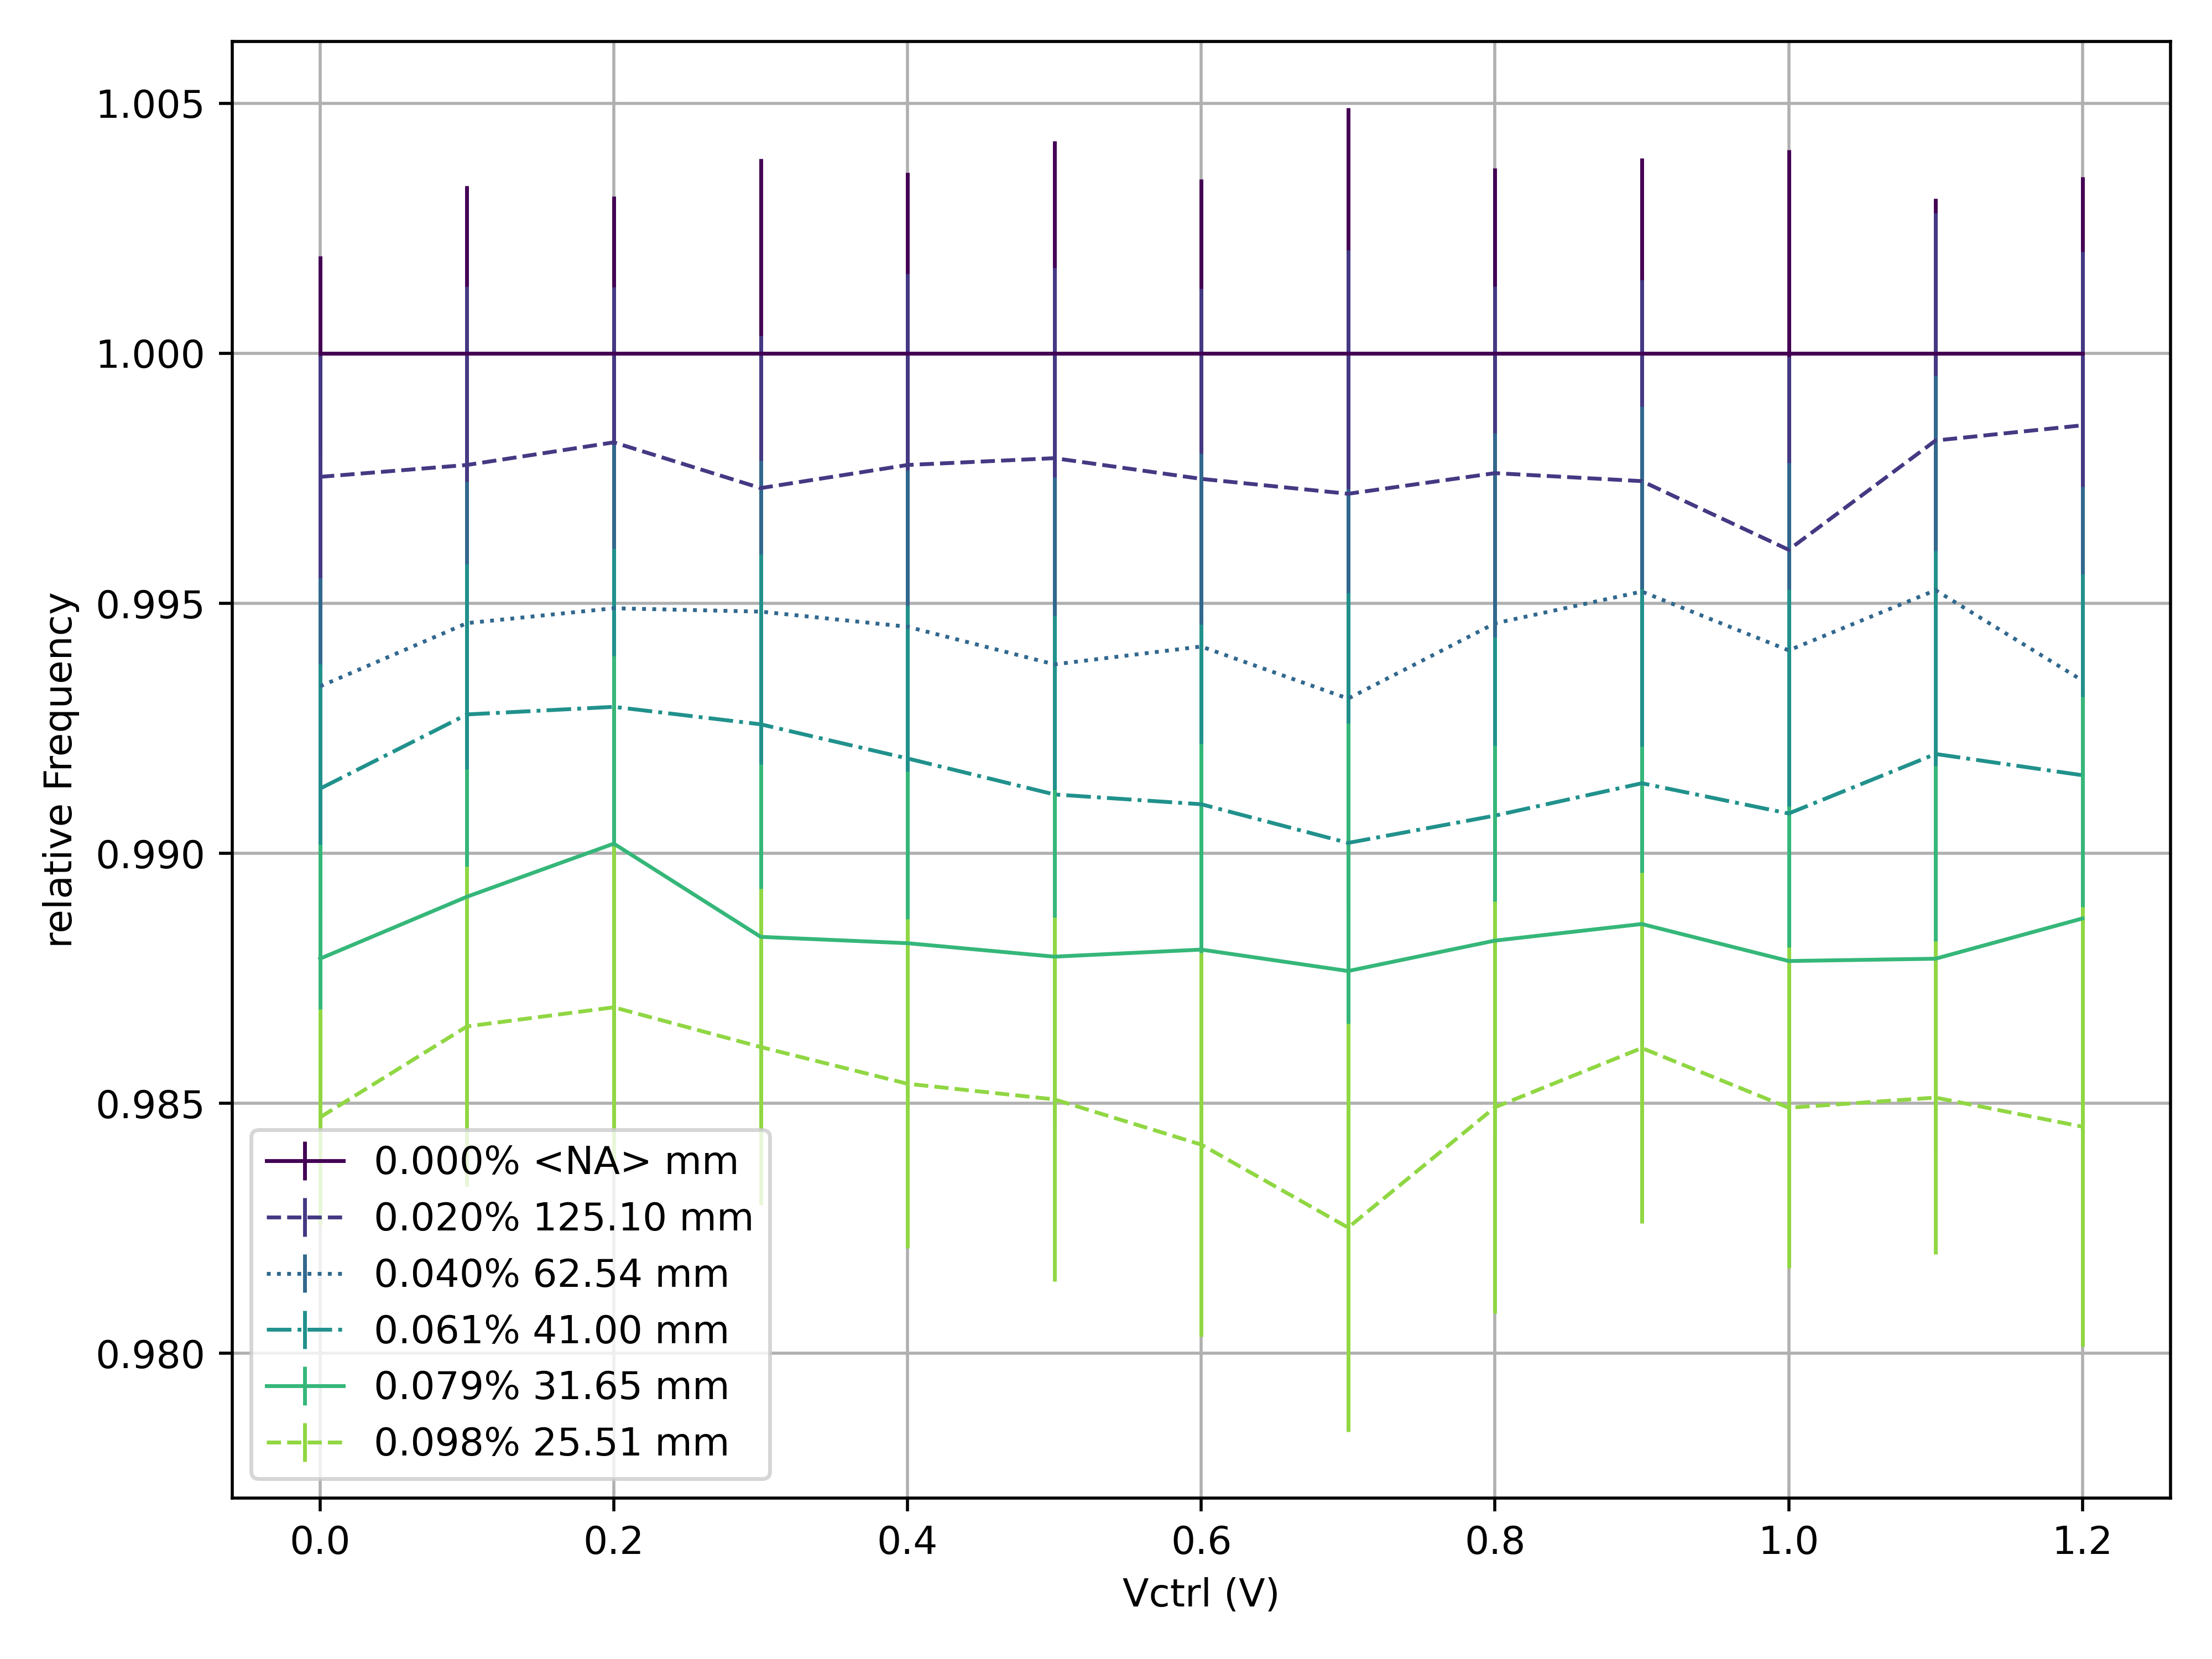 1.005
1.000
0.995
0.990
0.985
0.980
relative Frequency
0.000% <NA> mm
0.020% 125.10 mm
0.040% 62.54 mm
0.061% 41.00 mm
0.079% 31.65 mm
0.098% 25.51 mm
0.0 0.2 0.4 0.6 0.8 1.0 1.2
Vctrl (V)